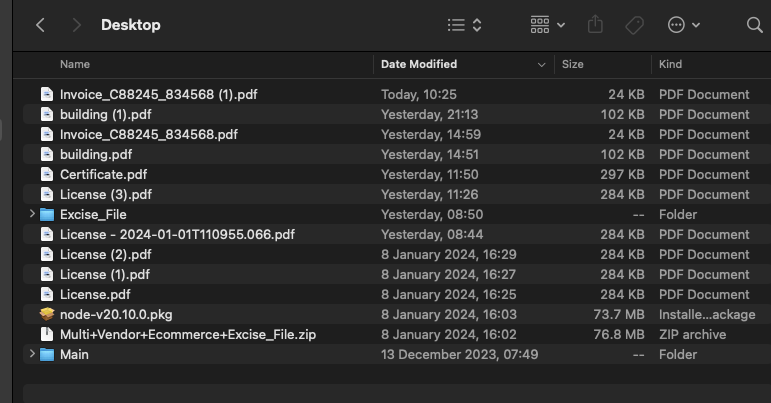 Desktop
Name Date Modified Size Kind
Invoice_C88245_834568 (1).pdf Today, 10:25 24 KB PDF Document
building (1).pdf Yesterday, 21:13 102 KB PDF Document
Invoice_C88245_834568.pdf Yesterday, 14:59 24 KB PDF Document
building.pdf Yesterday, 14:51 102 KB PDF Document
Certificate.pdf Yesterday, 11:50 297 KB PDF Document
License (3).pdf Yesterday, 11:26 284 KB PDF Document
Excise_File Yesterday, 08:50 -- Folder
License - 2024-01-01T110955.066.pdf Yesterday, 08:44 284 KB PDF Document
License (2).pdf 8 January 2024, 16:29 284 KB PDF Document
License (1).pdf 8 January 2024, 16:27 284 KB PDF Document
License.pdf 8 January 2024, 16:25 284 KB PDF Document
node-v20.10.0.pkg 8 January 2024, 16:03 73.7 MB Installe...ackage
Multi+Vendor+Ecommerce+Excise_File.zip 8 January 2024, 16:02 76.8 MB ZIP archive
Main 13 December 2023, 07:49 -- Folder